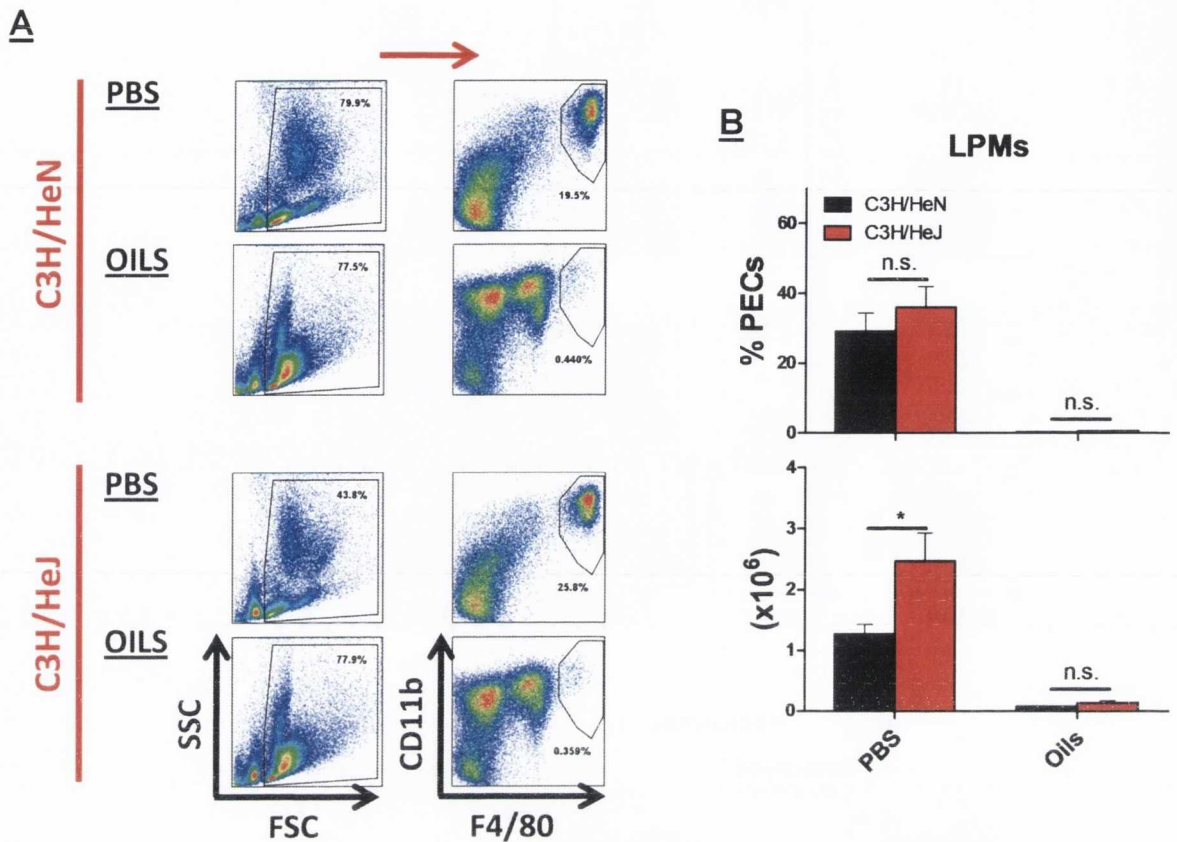 A
C3H/HeN
PBS
79.9%
19.5%
OILS
77.5%
0.440%
C3H/HeJ
PBS
43.8%
25.8%
OILS
77.9%
0.359%
SSC
FSC
CD11b
F4/80
B
LPMs
% PECs
60
40
20
0
C3H/HeN
C3H/HeJ
n.s.
n.s.
(x10⁶)
4
3
2
1
0
*
n.s.
PBS
Oils